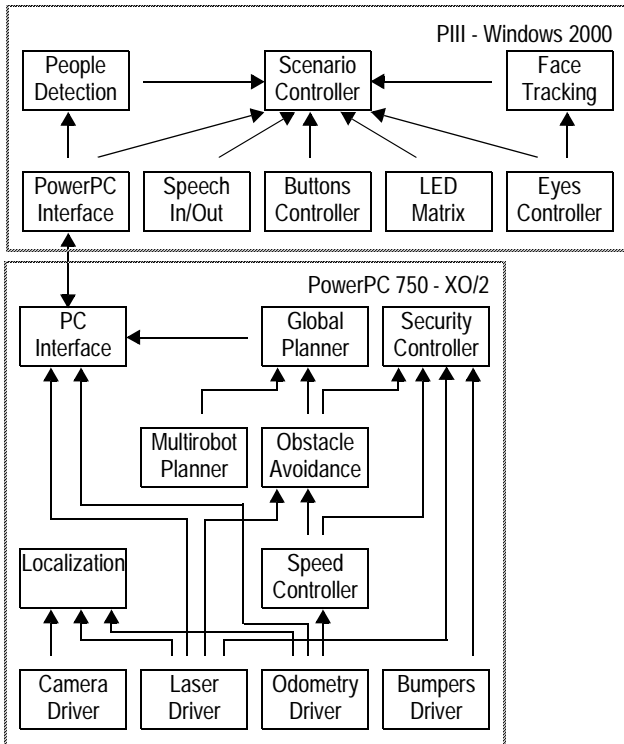 PIII - Windows 2000
People
Detection
Scenario
Controller
Face
Tracking
PowerPC
Interface
Speech
In/Out
Buttons
Controller
LED
Matrix
Eyes
Controller
PowerPC 750 - XO/2
PC
Interface
Global
Planner
Security
Controller
Multirobot
Planner
Obstacle
Avoidance
Localization
Speed
Controller
Camera
Driver
Laser
Driver
Odometry
Driver
Bumpers
Driver